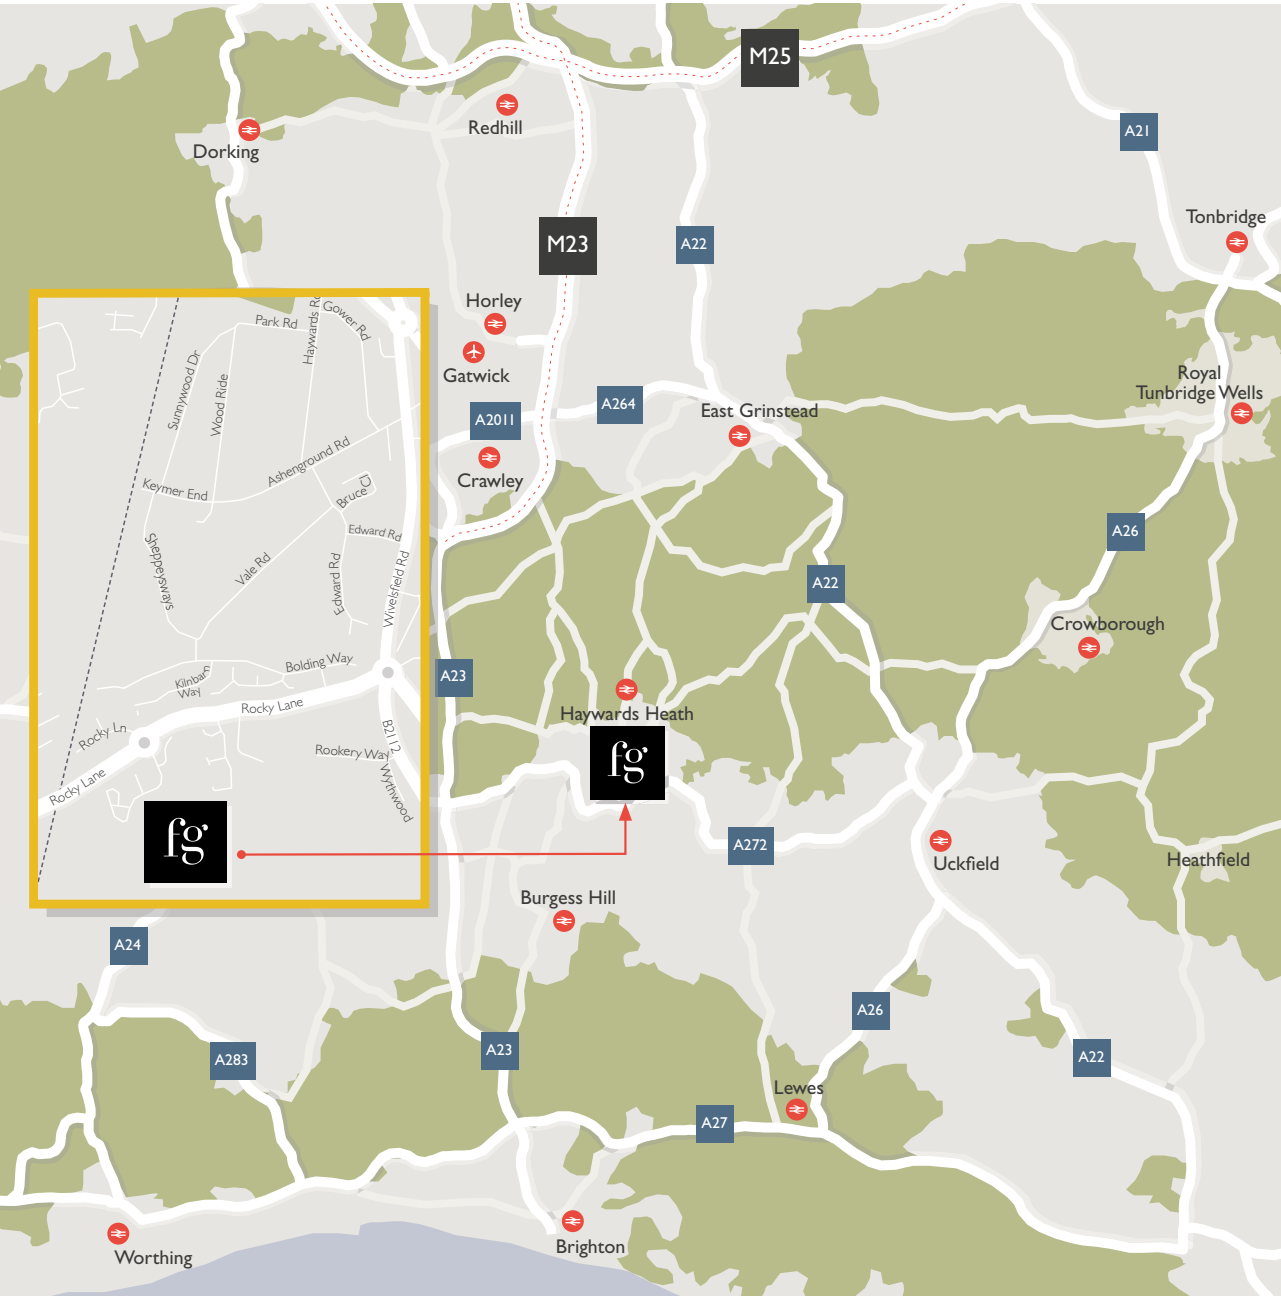 M25
A21
Redhill
Dorking
Tonbridge
M23
A22
Horley
Gatwick
A264
A2011
East Grinstead
Crawley
Royal
Tunbridge Wells
A26
A22
Crowborough
A23
Haywards Heath
fg
A272
Uckfield
Heathfield
Burgess Hill
A24
A283
A23
A26
A22
Lewes
A27
Worthing
Brighton
Park Rd
Haywards Rd
Gower Rd
Sunnywood Dr
Wood Ride
Ashenground Rd
Keymer End
Bruce Cl
Edward Rd
Sheppeysways
Vale Rd
Edward Rd
Wivelsfield Rd
Bolding Way
Kilnbarn
Way
Rocky Lane
Rocky Ln
B2112
Rookery Way
Rocky Lane
Wythwood
fg